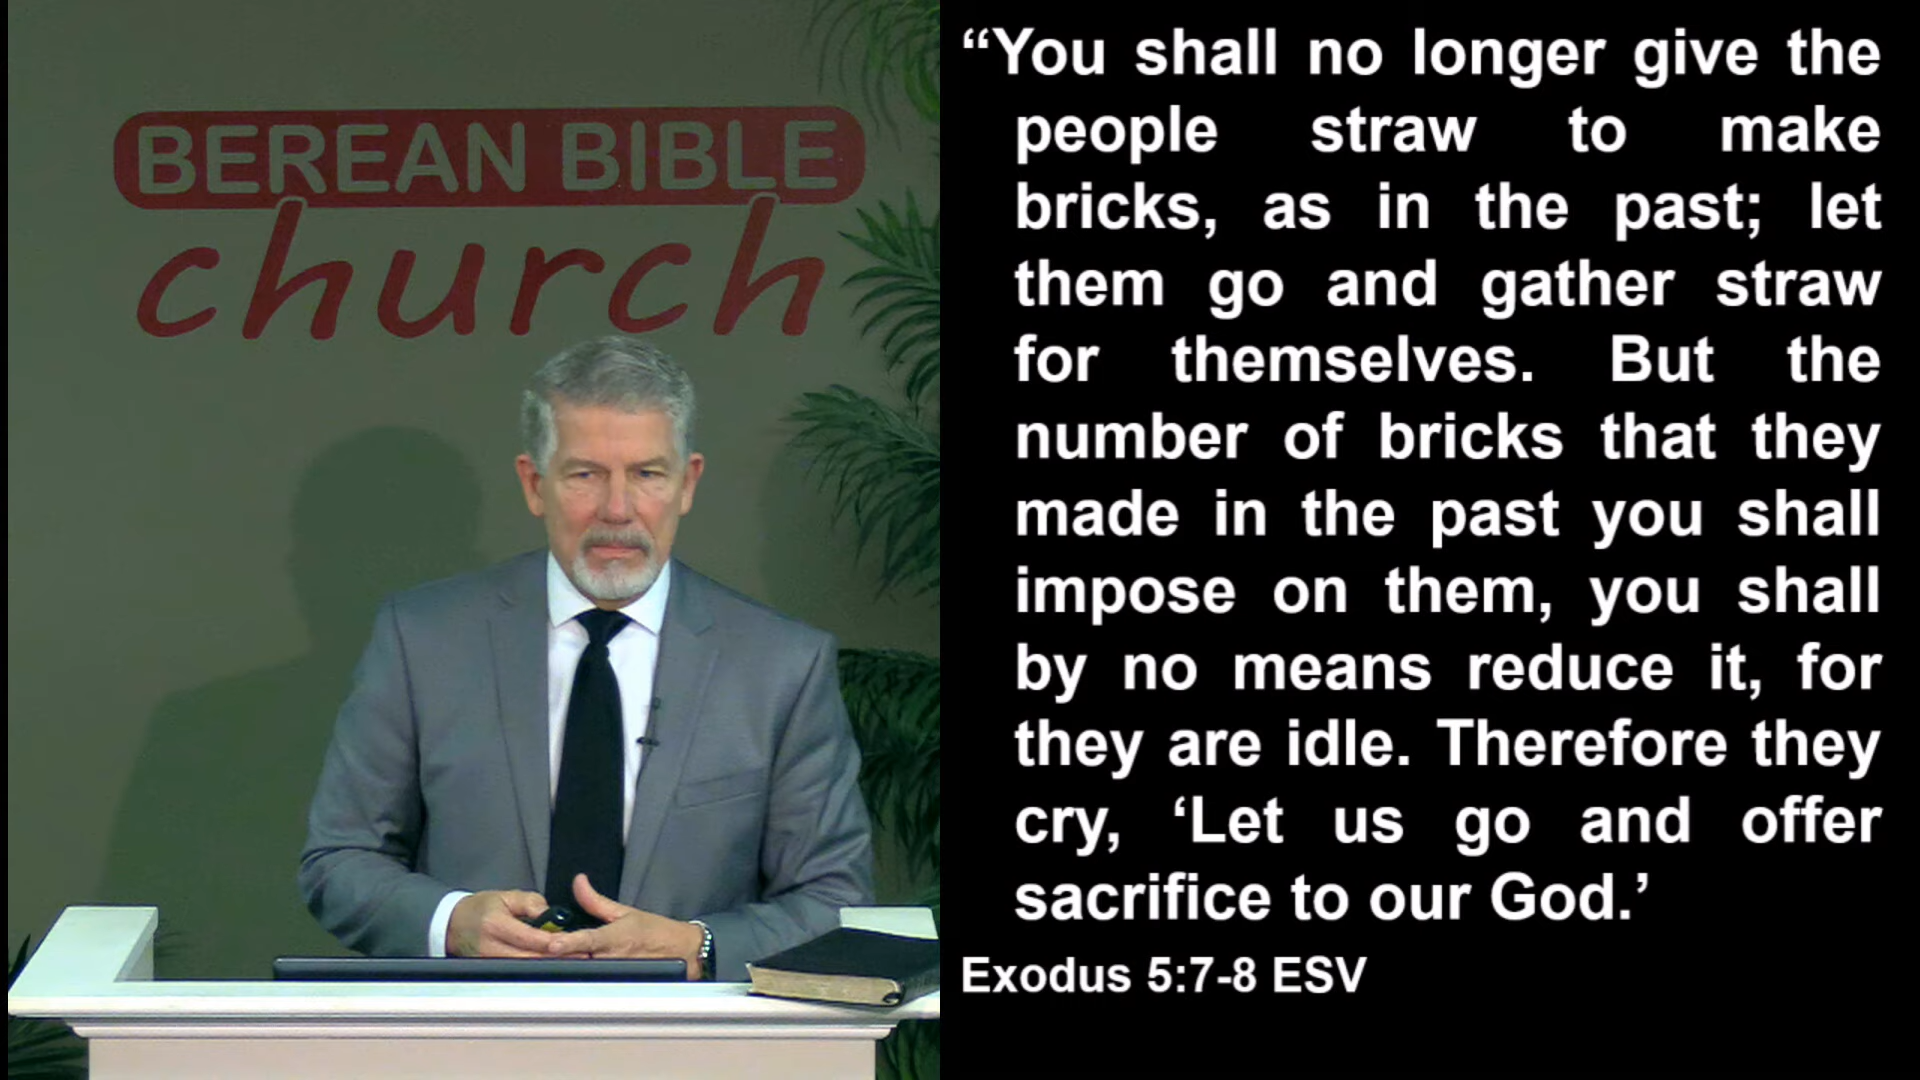 BEREAN BIBLE
church
“You shall no longer give the
people straw to make
bricks, as in the past; let
them go and gather straw
for themselves. But the
number of bricks that they
made in the past you shall
impose on them, you shall
by no means reduce it, for
they are idle. Therefore they
cry, ‘Let us go and offer
sacrifice to our God.’
Exodus 5:7-8 ESV